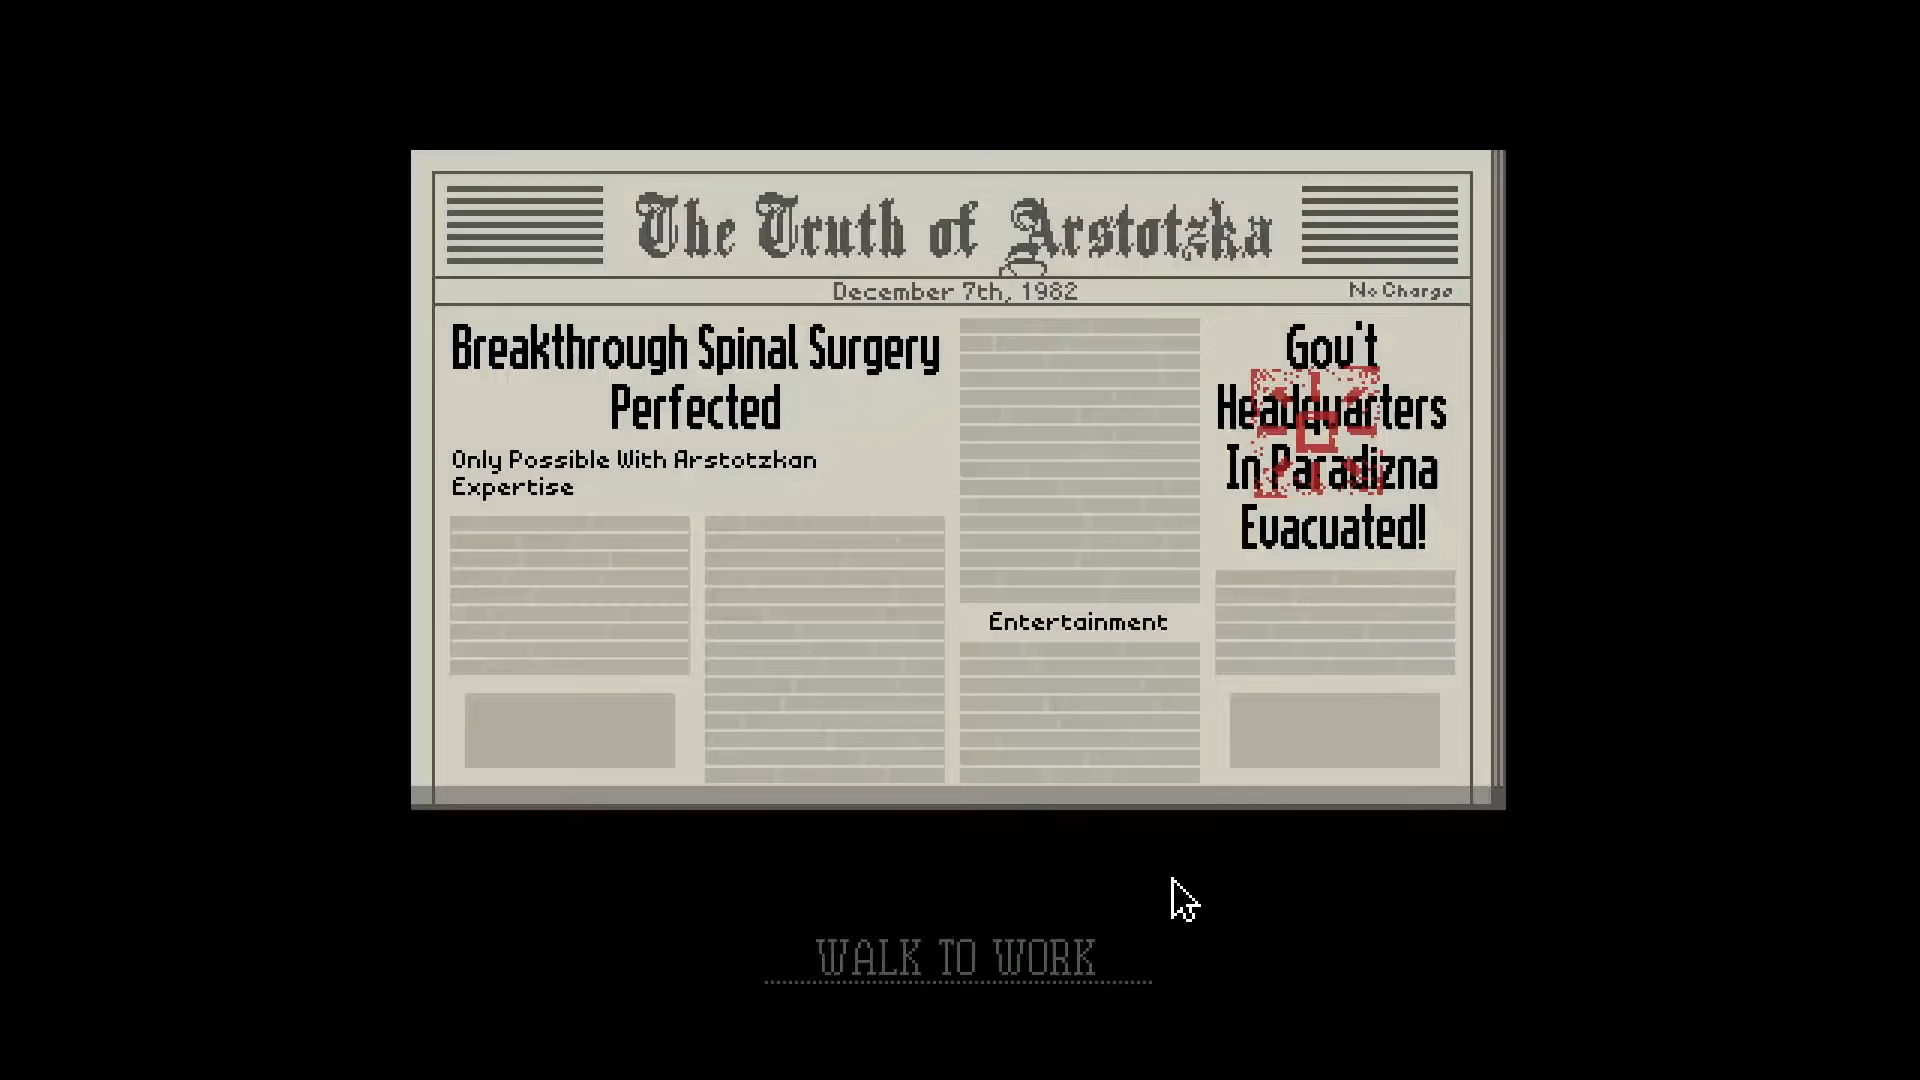 The Truth of Arstotzka
December 7th, 1982
No Charge
Breakthrough Spinal Surgery
Perfected
Only Possible With Arstotzkan
Expertise
Entertainment
Gov't
Headquarters
In Paradizna
Evacuated!
WALK TO WORK